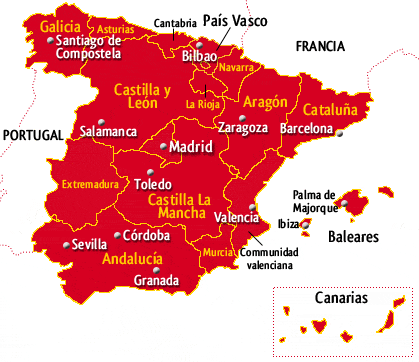 Cantabria
País Vasco
Galicia
Asturias
Santiago de
Compostela
Bilbao
FRANCIA
Navarra
Castilla y
León
La Rioja
Aragón
Cataluña
PORTUGAL
Salamanca
Zaragoza
Barcelona
Madrid
Extremadura
Toledo
Castilla La
Mancha
Valencia
Palma de
Majorque
Ibiza
Baleares
Sevilla
Córdoba
Andalucía
Murcia
Communidad
valenciana
Granada
Canarias